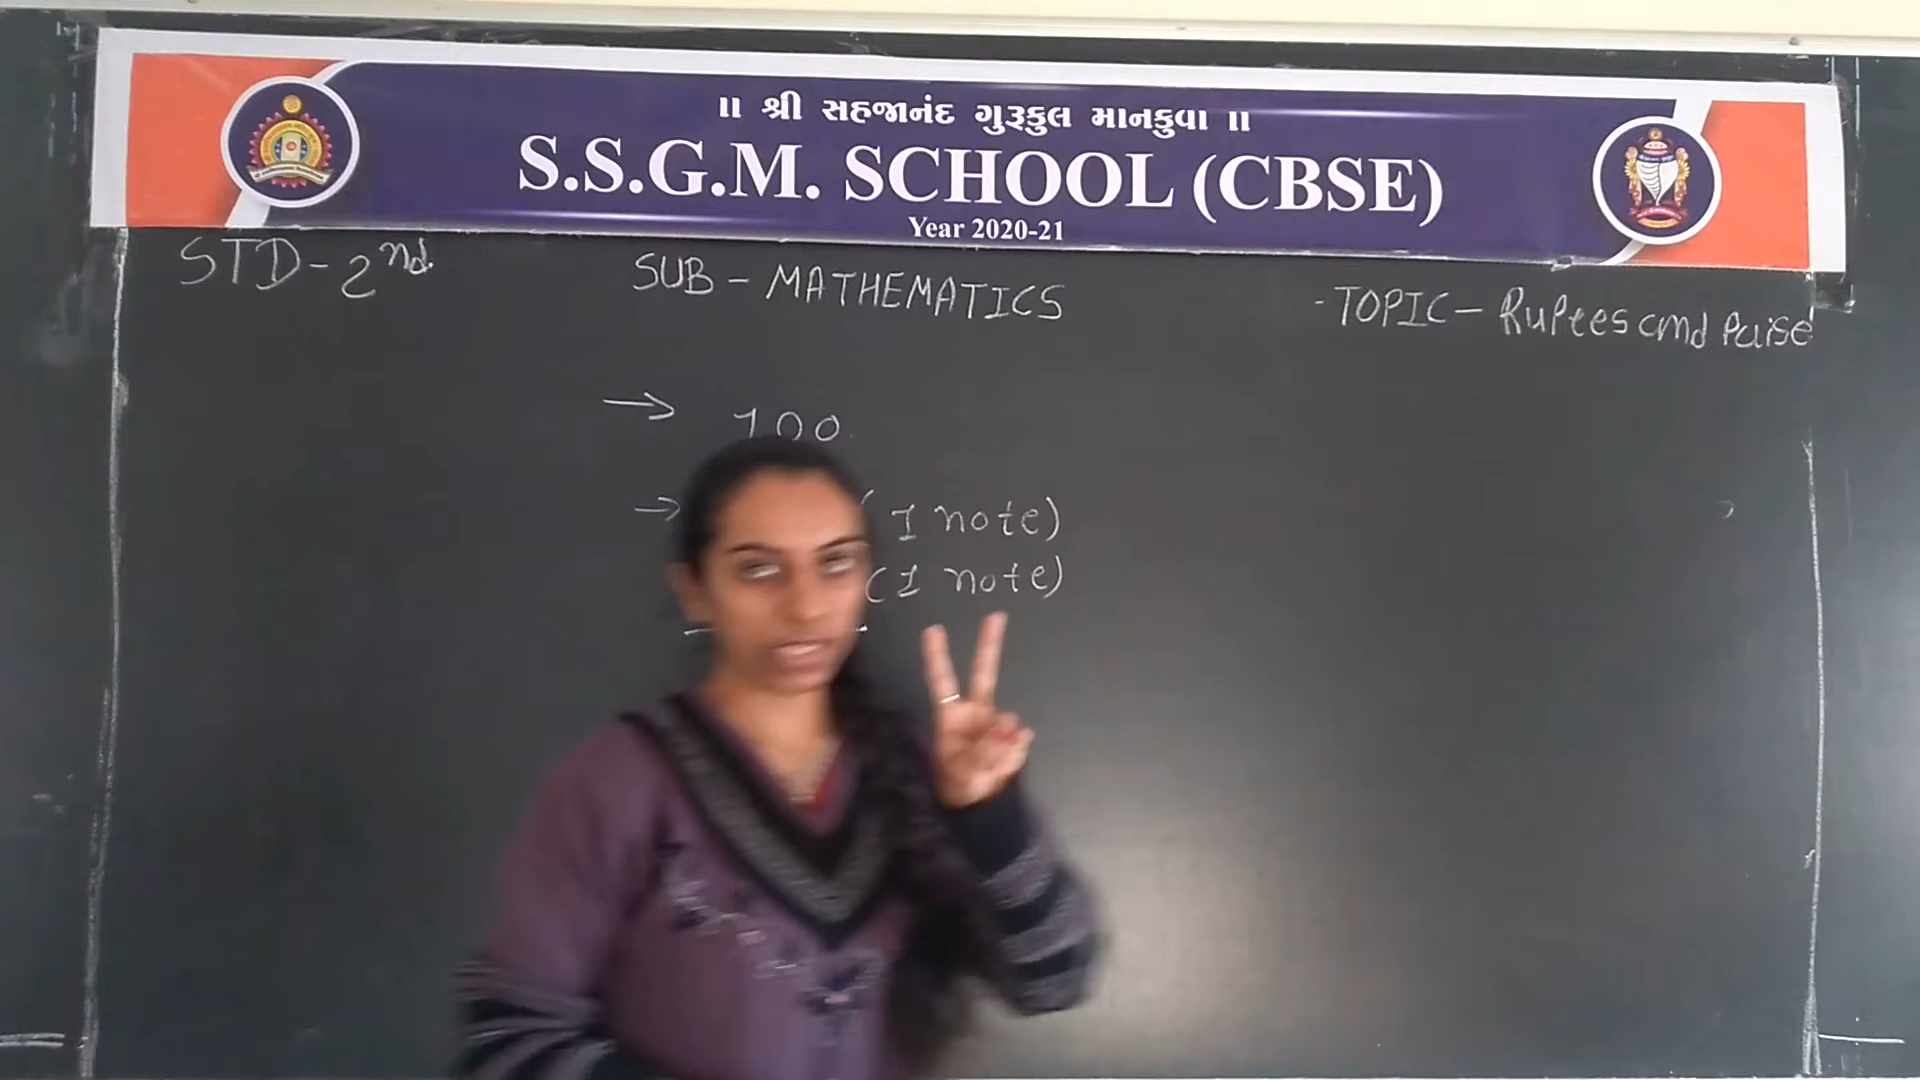 ॥ શ્રી સહજાનંદ ગુરૂકુલ માનકુવા ॥
S.S.G.M. SCHOOL (CBSE)
Year 2020-21
STD - 2nd
SUB - MATHEMATICS
TOPIC - Rupees and Paise
→ 100
→ (1 note)
(1 note)